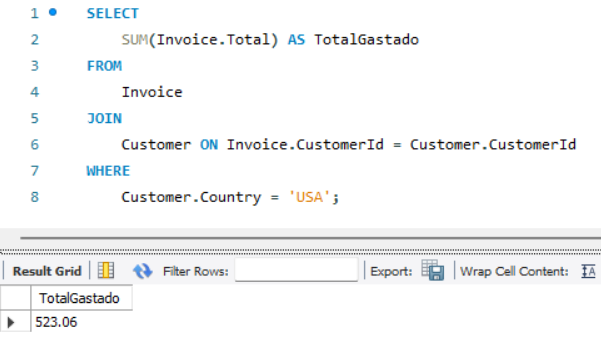 1 SELECT
2 SUM(Invoice.Total) AS TotalGastado
3 FROM
4 Invoice
5 JOIN
6 Customer ON Invoice.CustomerId = Customer.CustomerId
7 WHERE
8 Customer.Country = 'USA';
Result Grid Filter Rows: Export: Wrap Cell Content: IA
TotalGastado
523.06